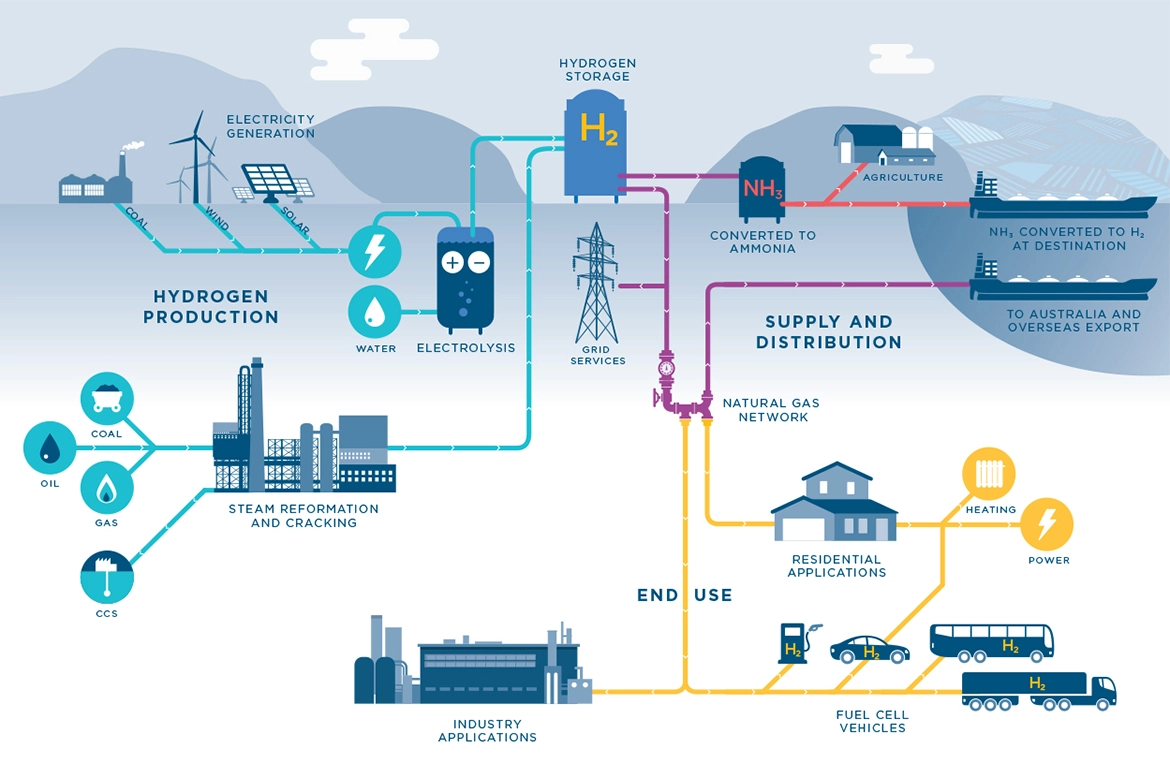 HYDROGEN
STORAGE
H₂
ELECTRICITY
GENERATION
COAL
WIND
SOLAR
HYDROGEN
PRODUCTION
WATER
ELECTROLYSIS
+ −
GRID
SERVICES
NH₃
CONVERTED TO
AMMONIA
AGRICULTURE
NH₃ CONVERTED TO H₂
AT DESTINATION
TO AUSTRALIA AND
OVERSEAS EXPORT
SUPPLY AND
DISTRIBUTION
NATURAL GAS
NETWORK
COAL
OIL
GAS
CCS
STEAM REFORMATION
AND CRACKING
HEATING
POWER
RESIDENTIAL
APPLICATIONS
END USE
H₂
H₂
H₂
H₂
FUEL CELL
VEHICLES
INDUSTRY
APPLICATIONS